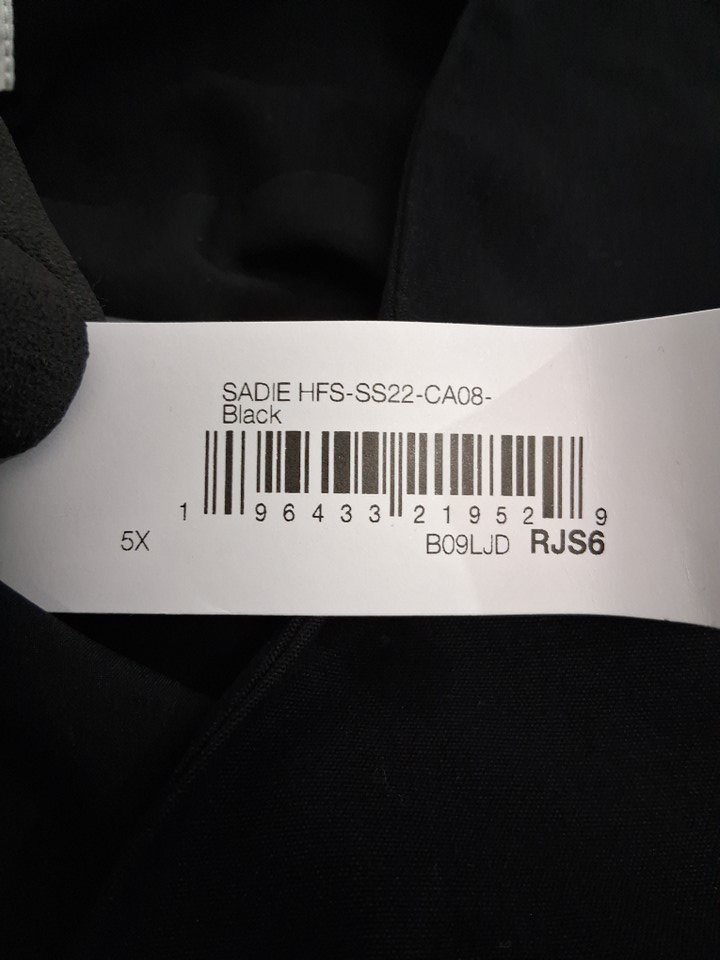 SADIE HFS-SS22-CA08-
Black
1 96433 21952 9
5X B09LJD RJS6